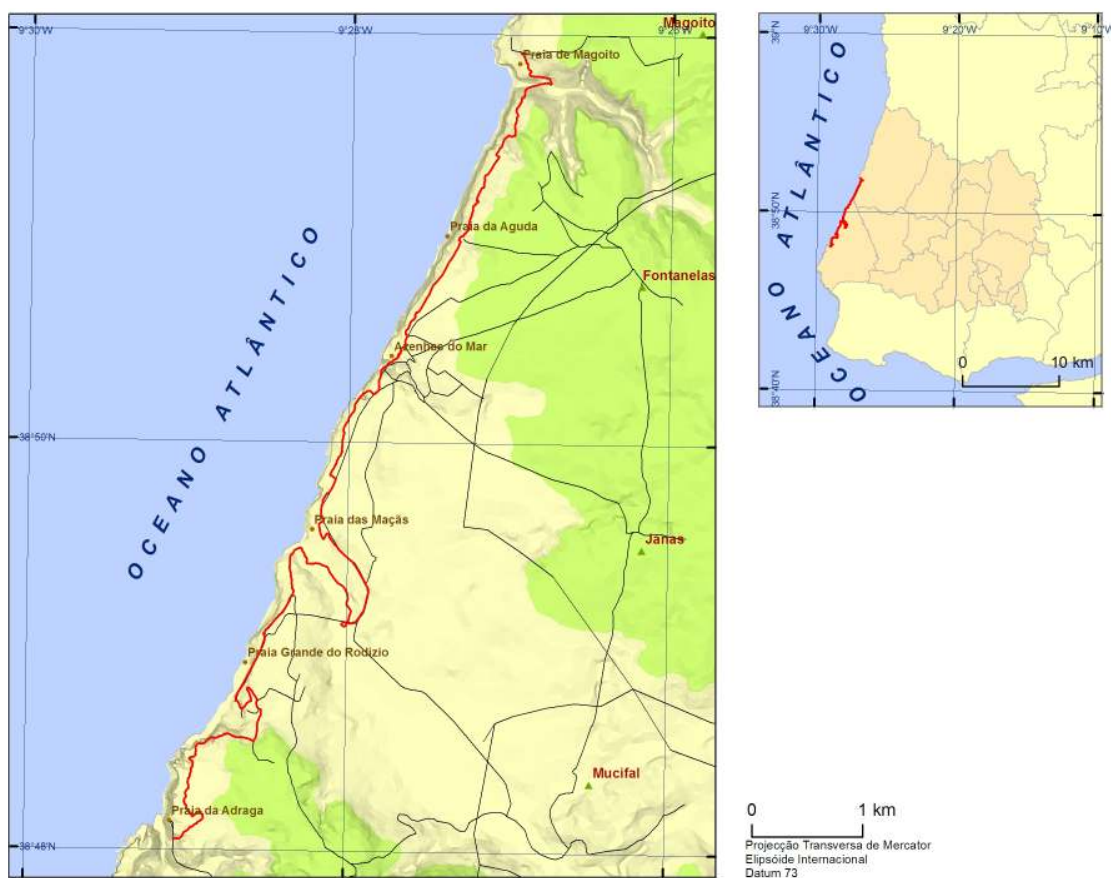 9°30'W
9°28'W
Magoito
Praia de Magoito
OCEANO ATLÂNTICO
Praia da Aguda
Fontanelas
Azenhas do Mar
38°50'N
Praia das Maçãs
Janas
Praia Grande do Rodizio
Mucifal
Praia da Adraga
38°48'N
9°30'W
9°20'W
9°10'W
39°N
OCEANO ATLÂNTICO
38°50'N
38°40'N
0 10 km
0 1 km
Projecção Transversa de Mercator
Elipsóide Internacional
Datum 73